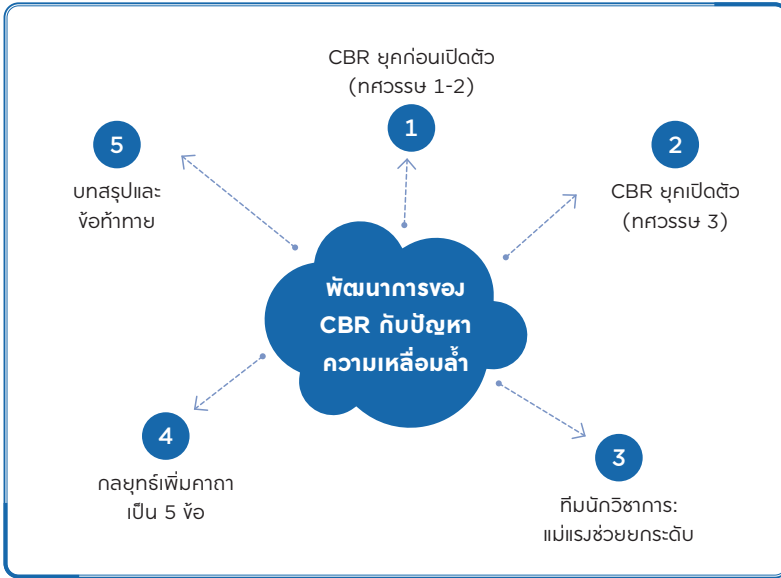 CBR ยุคก่อนเปิดตัว
(ทศวรรษ 1-2)
1
2
CBR ยุคเปิดตัว
(ทศวรรษ 3)
5
บทสรุปและ
ข้อท้าทาย
พัฒนาการของ
CBR กับปัญหา
ความเหลื่อมล้ำ
4
กลยุทธ์เพิ่มคาถา
เป็น 5 ข้อ
3
ทีมนักวิชาการ:
แม่แรงช่วยยกระดับ